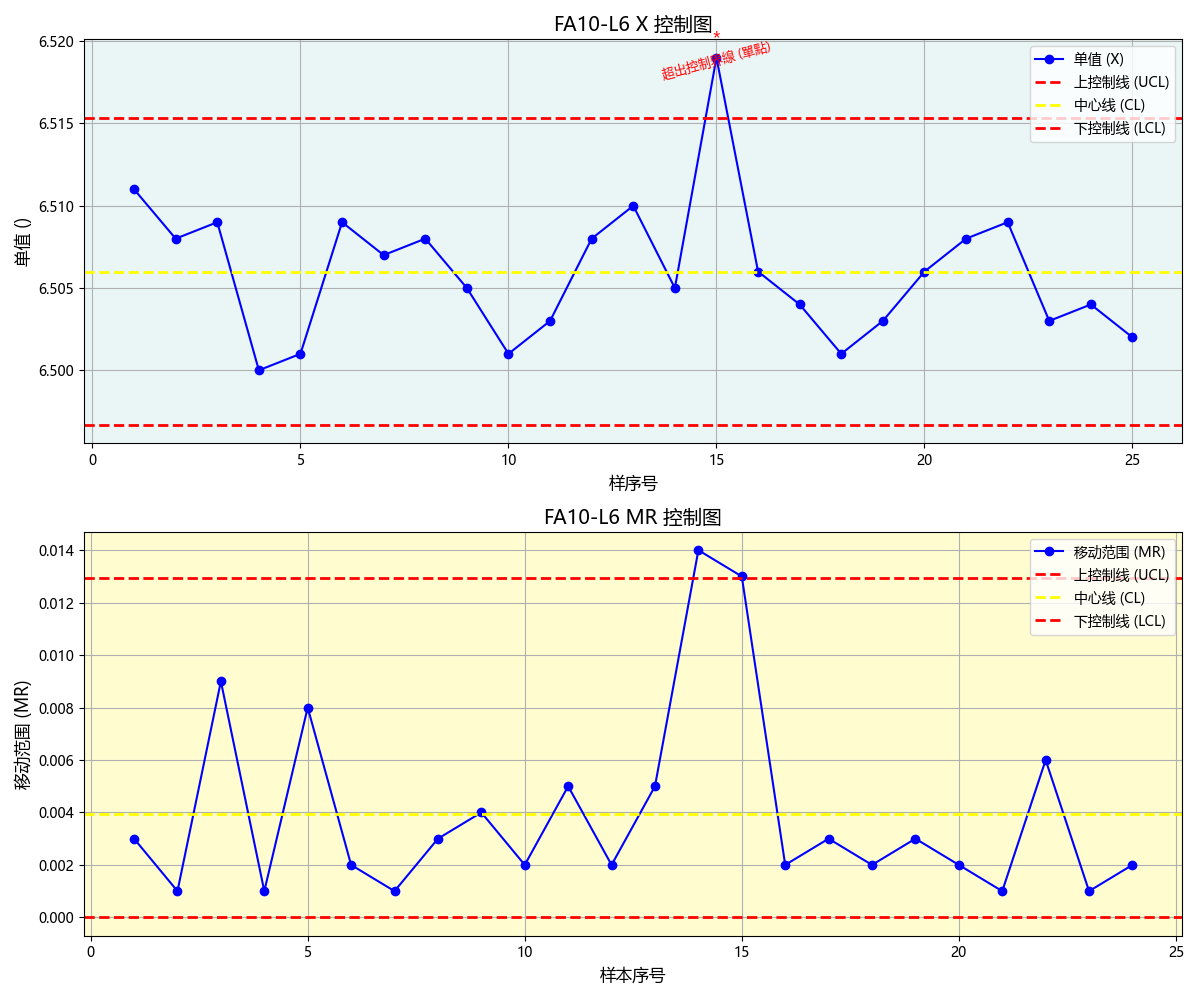 FA10-L6 X 控制图
6.520
6.515
6.510
6.505
6.500
单值 ()
*
超出控制界線 (單點)
单值 (X)
上控制线 (UCL)
中心线 (CL)
下控制线 (LCL)
0 5 10 15 20 25
样序号
FA10-L6 MR 控制图
0.014
0.012
0.010
0.008
0.006
0.004
0.002
0.000
移动范围 (MR)
移动范围 (MR)
上控制线 (UCL)
中心线 (CL)
下控制线 (LCL)
0 5 10 15 20 25
样本序号